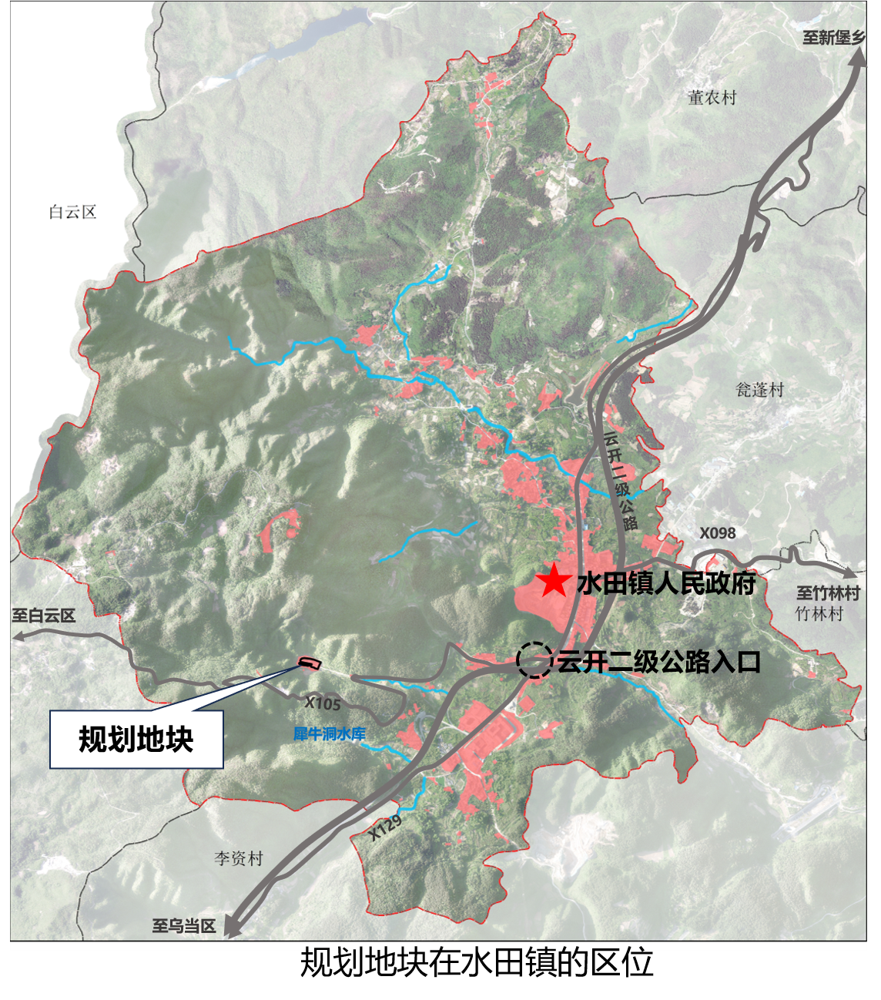 至新堡乡
董农村
白云区
瓮蓬村
云开二级公路
X098
水田镇人民政府
至竹林村
竹林村
至白云区
云开二级公路入口
X105
犀牛洞水库
规划地块
X129
李资村
至乌当区
规划地块在水田镇的区位